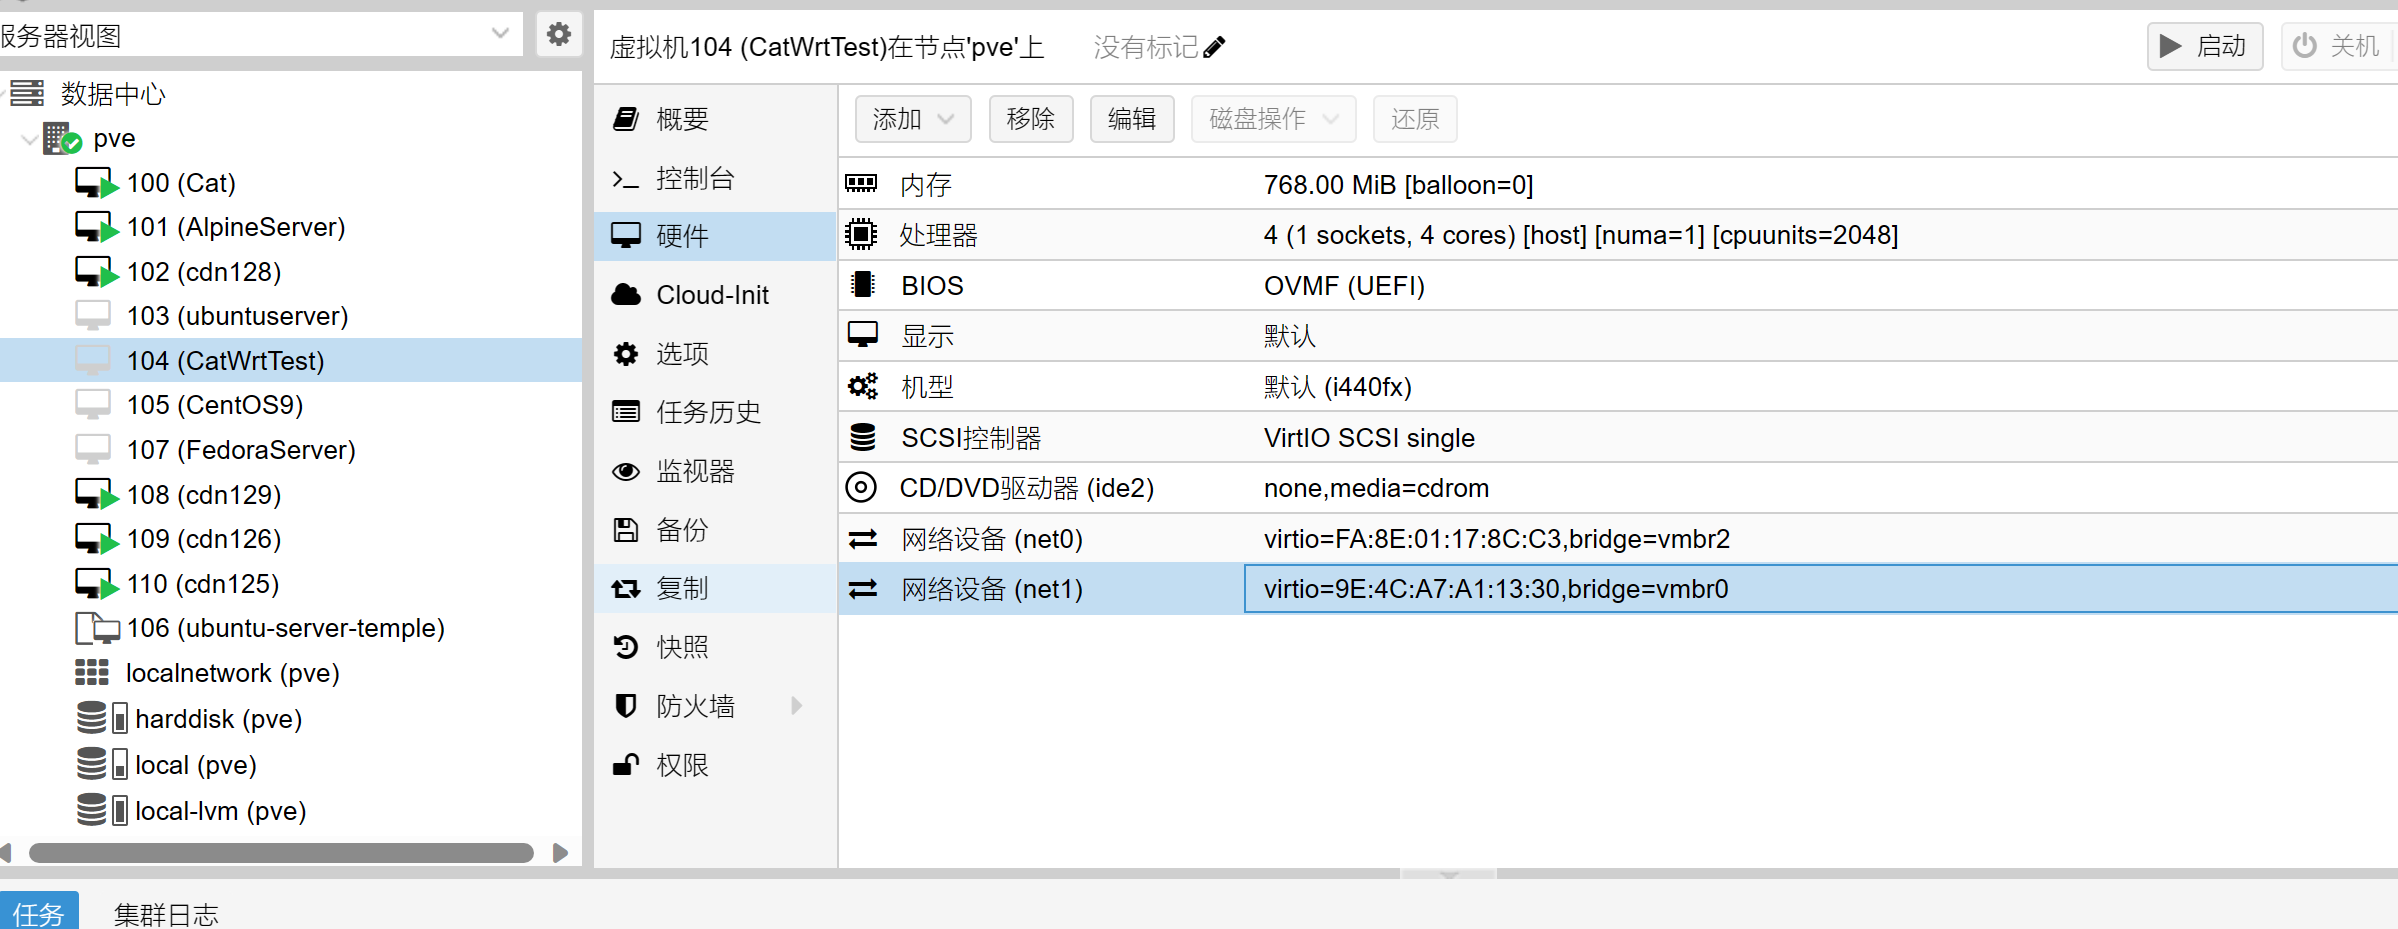 服务器视图
数据中心
pve
100 (Cat)
101 (AlpineServer)
102 (cdn128)
103 (ubuntuserver)
104 (CatWrtTest)
105 (CentOS9)
107 (FedoraServer)
108 (cdn129)
109 (cdn126)
110 (cdn125)
106 (ubuntu-server-temple)
localnetwork (pve)
harddisk (pve)
local (pve)
local-lvm (pve)
虚拟机104 (CatWrtTest)在节点'pve'上 没有标记 启动 关机
概要
控制台
硬件
Cloud-Init
选项
任务历史
监视器
备份
复制
快照
防火墙
权限
添加 移除 编辑 磁盘操作 还原
内存 768.00 MiB [balloon=0]
处理器 4 (1 sockets, 4 cores) [host] [numa=1] [cpuunits=2048]
BIOS OVMF (UEFI)
显示 默认
机型 默认 (i440fx)
SCSI控制器 VirtIO SCSI single
CD/DVD驱动器 (ide2) none,media=cdrom
网络设备 (net0) virtio=FA:8E:01:17:8C:C3,bridge=vmbr2
网络设备 (net1) virtio=9E:4C:A7:A1:13:30,bridge=vmbr0
任务 集群日志